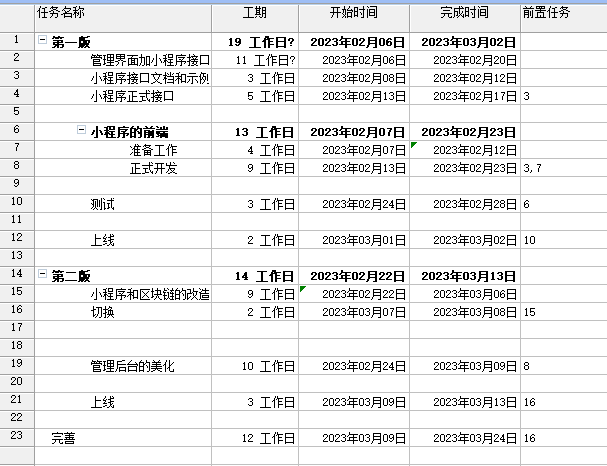 任务名称 工期 开始时间 完成时间 前置任务
1 第一版 19 工作日? 2023年02月06日 2023年03月02日
2 管理界面加小程序接口 11 工作日? 2023年02月06日 2023年02月20日
3 小程序接口文档和示例 3 工作日 2023年02月08日 2023年02月12日
4 小程序正式接口 5 工作日 2023年02月13日 2023年02月17日 3
5
6 小程序的前端 13 工作日 2023年02月07日 2023年02月23日
7 准备工作 4 工作日 2023年02月07日 2023年02月12日
8 正式开发 9 工作日 2023年02月13日 2023年02月23日 3,7
9
10 测试 3 工作日 2023年02月24日 2023年02月28日 6
11
12 上线 2 工作日 2023年03月01日 2023年03月02日 10
13
14 第二版 14 工作日 2023年02月22日 2023年03月13日
15 小程序和区块链的改造 9 工作日 2023年02月22日 2023年03月06日
16 切换 2 工作日 2023年03月07日 2023年03月08日 15
17
18
19 管理后台的美化 10 工作日 2023年02月24日 2023年03月09日 8
20
21 上线 3 工作日 2023年03月09日 2023年03月13日 16
22
23 完善 12 工作日 2023年03月09日 2023年03月24日 16